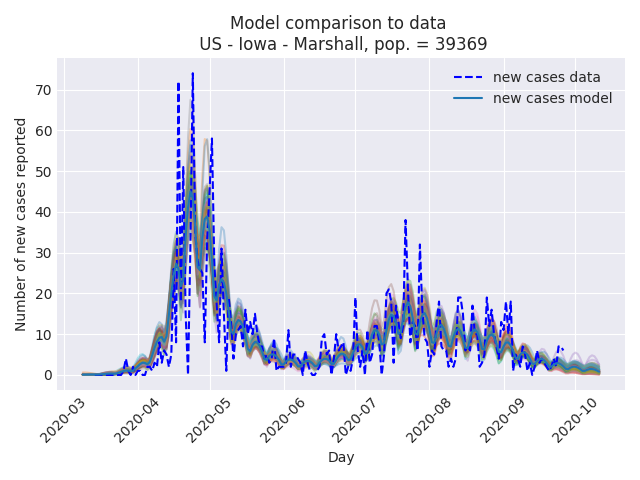 Model comparison to data
US - Iowa - Marshall, pop. = 39369
new cases data
new cases model
Number of new cases reported
70
60
50
40
30
20
10
0
2020-03
2020-04
2020-05
2020-06
2020-07
2020-08
2020-09
2020-10
Day